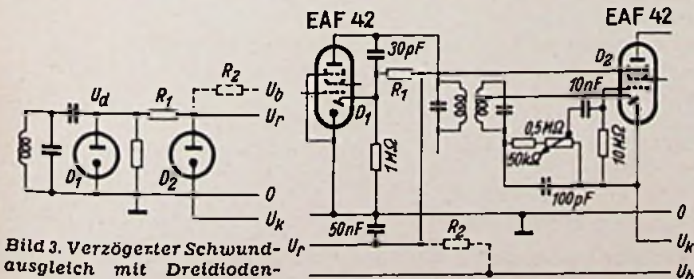 EAF 42
EAF 42
30pF
D2
R1
10nF
D1
R2
Ub
Ud
R1
Ur
0,5MΩ
50kΩ
1MΩ
10MΩ
100pF
D1
D2
0
0
Uk
Uk
50nF
R2
Ur
Bild 3. Verzögerter Schwund-
ausgleich mit Dreidioden-